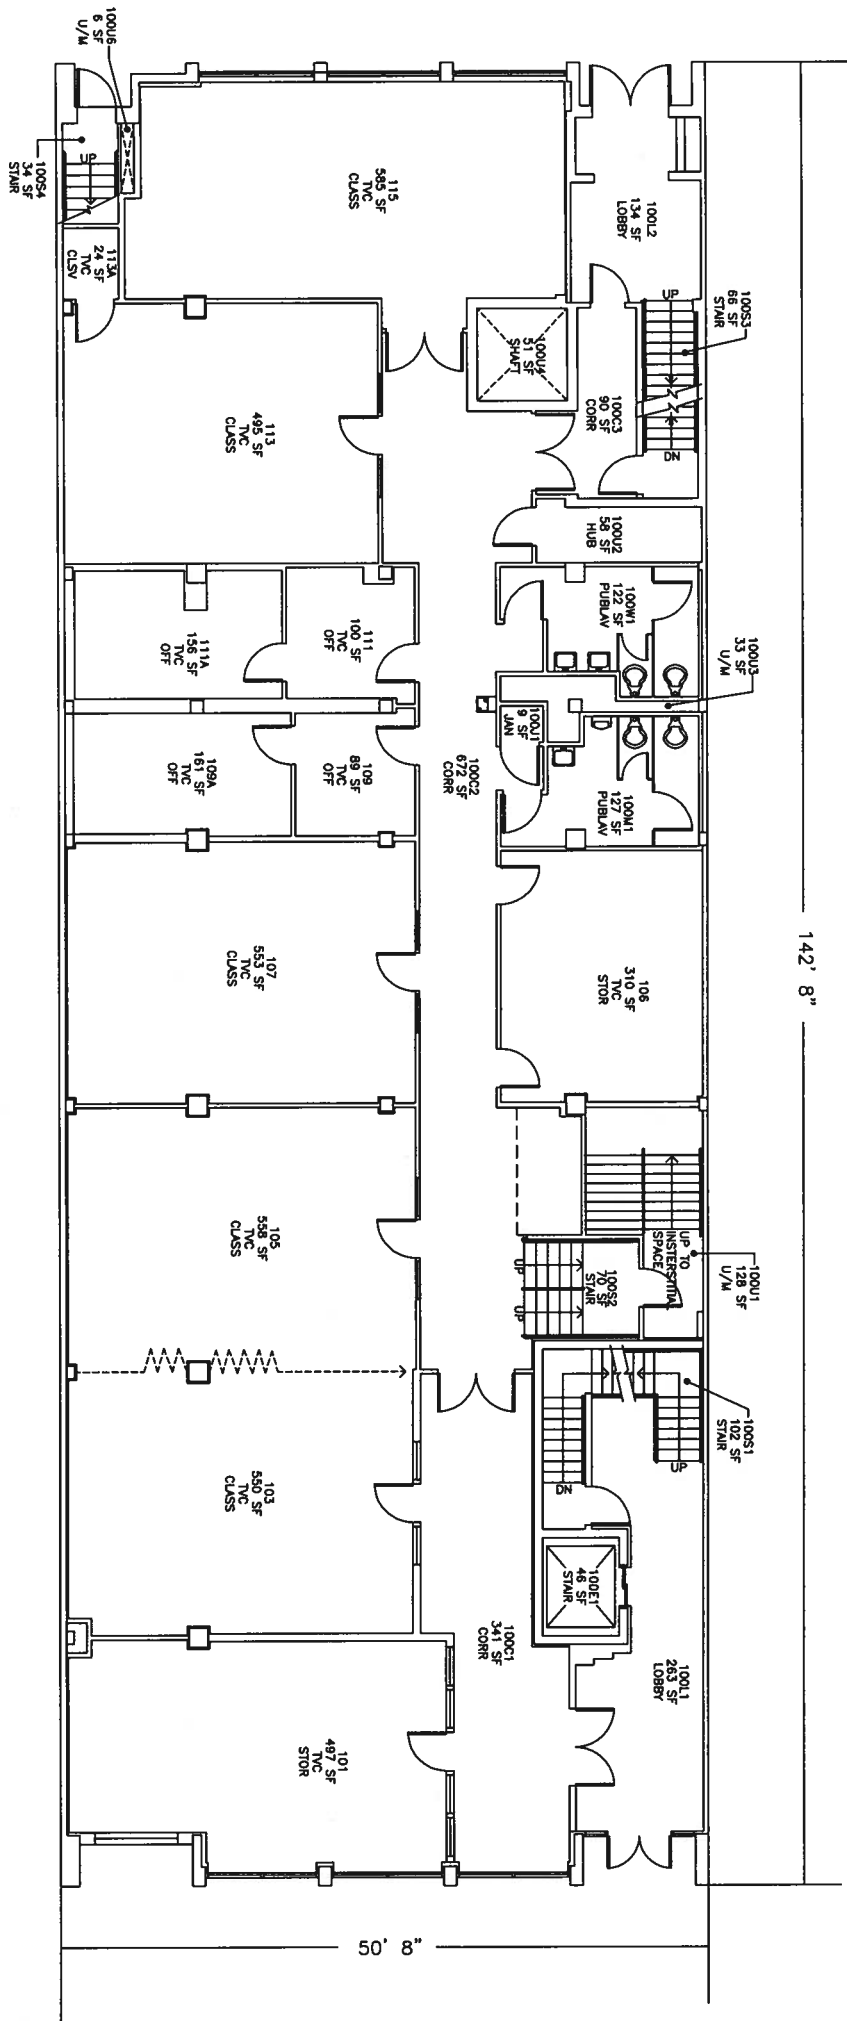 100U6
6 SF
U/M
UP
100S4
34 SF
STAIR
115
585 SF
TVC
CLASS
100L2
134 SF
LOBBY
113A
24 SF
TVC
CLSV
UP
100S3
66 SF
STAIR
DN
100U4
51 SF
SHAFT
100C3
90 SF
CORR
113
495 SF
TVC
CLASS
100U2
58 SF
HUB
111A
156 SF
TVC
OFF
111
100 SF
TVC
OFF
100W1
122 SF
PUBLAV
100U3
33 SF
U/M
109A
161 SF
TVC
OFF
109
89 SF
TVC
OFF
100C2
672 SF
CORR
100J1
9 SF
JAN
100M1
127 SF
PUBLAV
107
553 SF
TVC
CLASS
106
310 SF
TVC
STOR
142' 8"
105
558 SF
TVC
CLASS
UP
UP
100S2
70 SF
STAIR
UP TO
INSTERSTITIAL
SPACE
100U1
128 SF
U/M
100S1
102 SF
STAIR
UP
DN
103
550 SF
TVC
CLASS
100E1
46 SF
STAIR
100C1
341 SF
CORR
100L1
263 SF
LOBBY
101
497 SF
TVC
STOR
50' 8"